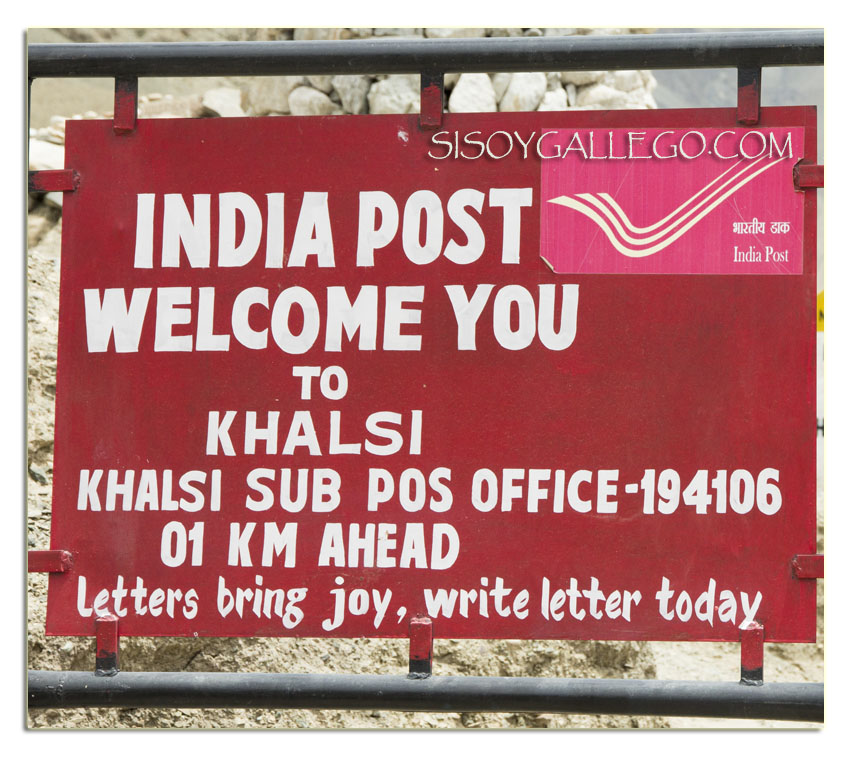 SISOYGALLEGO.COM
INDIA POST
भारतीय डाक
India Post
WELCOME YOU
TO
KHALSI
KHALSI SUB POS OFFICE-194106
01 KM AHEAD
Letters bring joy, write letter today